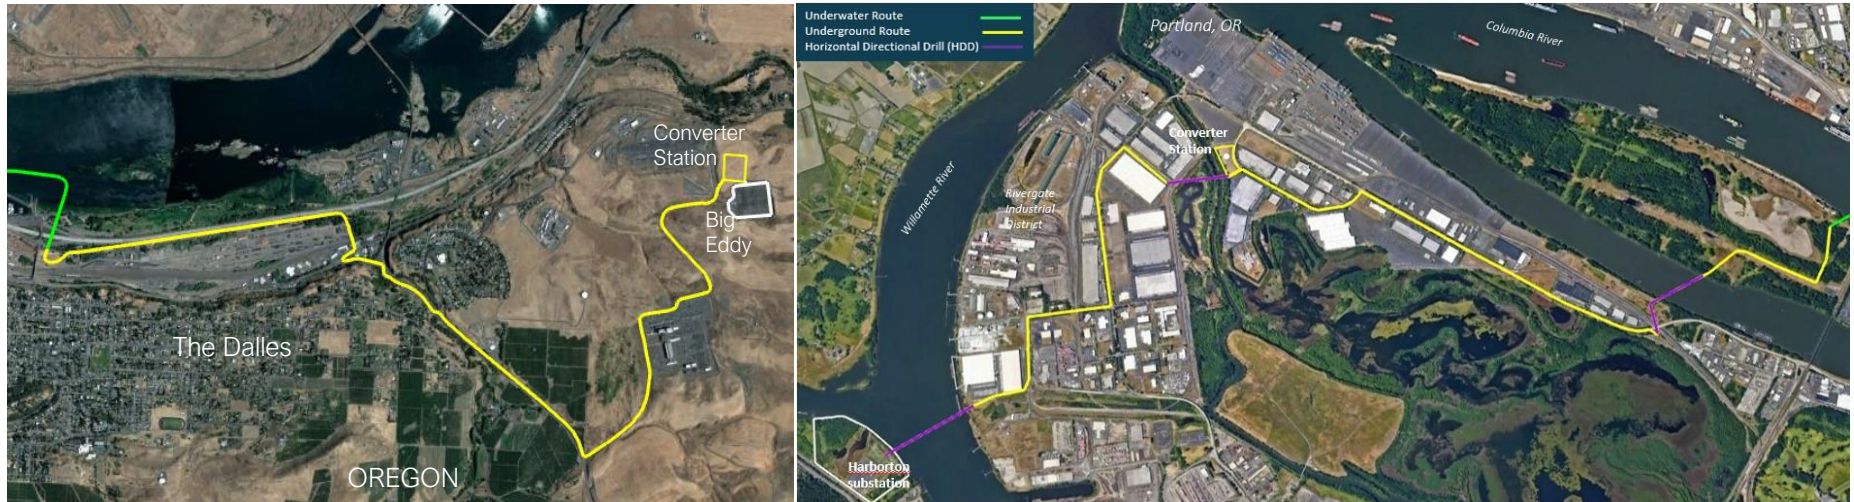 Converter
Station
Big
Eddy
The Dalles
OREGON
Underwater Route
Underground Route
Horizontal Directional Drill (HDD)
Portland, OR
Columbia River
Converter
Station
Willamette River
Rivergate
Industrial
District
Harborton
substation